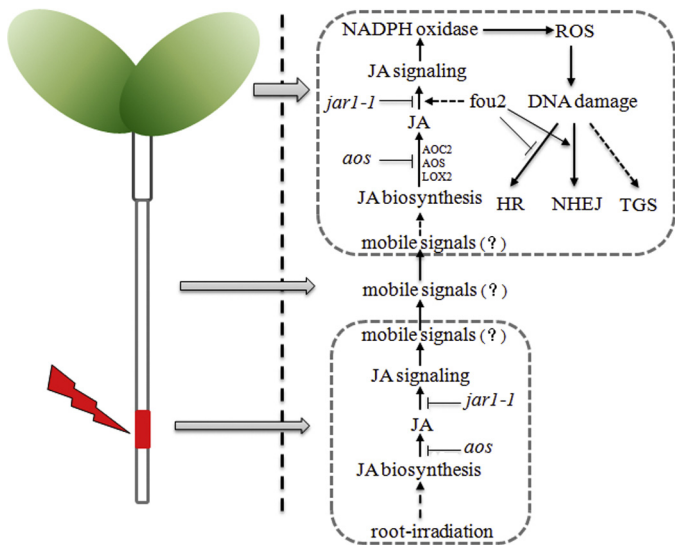 NADPH oxidase
ROS
JA signaling
jar1-1
fou2
DNA damage
JA
aos
AOC2
AOS
LOX2
JA biosynthesis
HR
NHEJ
TGS
mobile signals (?)
mobile signals (?)
mobile signals (?)
JA signaling
jar1-1
JA
aos
JA biosynthesis
root-irradiation